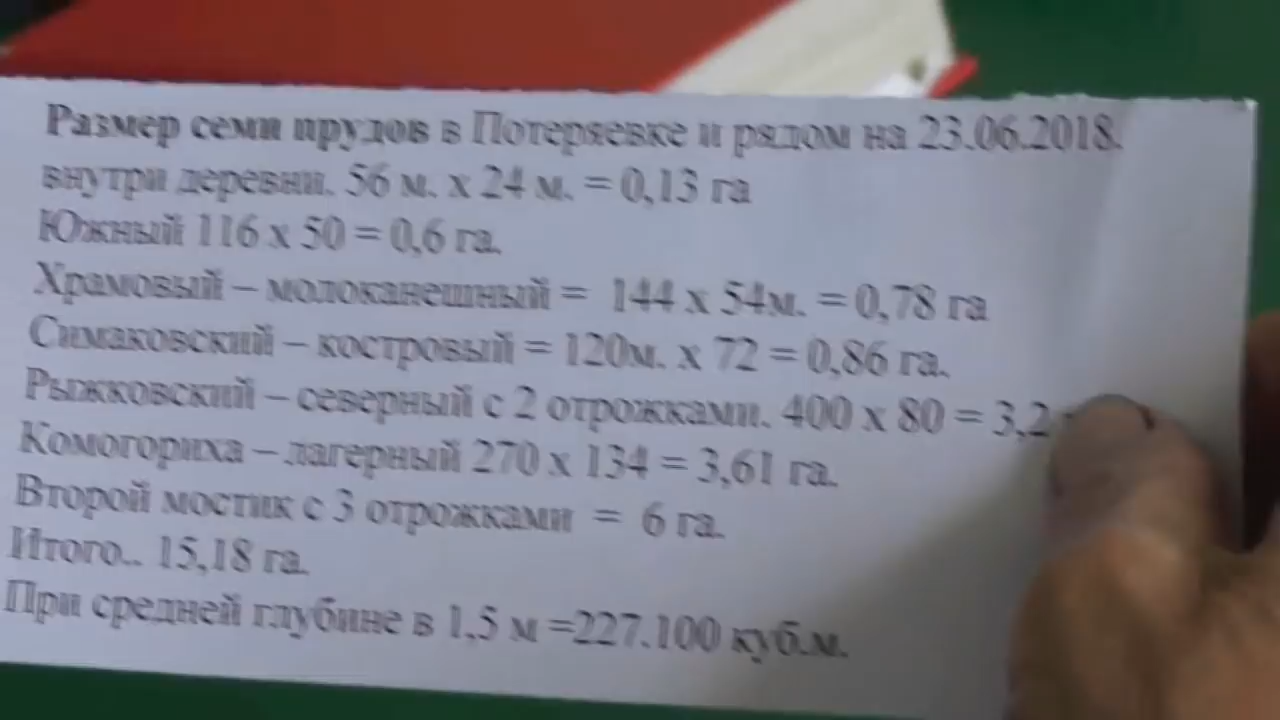 Размер семи прудов в Потеряевке и рядом на 23.06.2018.
внутри деревни. 56 м. х 24 м. = 0,13 га
Южный 116 х 50 = 0,6 га.
Храмовый – молоканешный = 144 х 54м. = 0,78 га
Симаковский – костровый = 120м. х 72 = 0,86 га.
Рыжковский – северный с 2 отрожками. 400 х 80 = 3,2
Комогориха – лагерный 270 х 134 = 3,61 га.
Второй мостик с 3 отрожками = 6 га.
Итого.. 15,18 га.
При средней глубине в 1,5 м =227.100 куб.м.